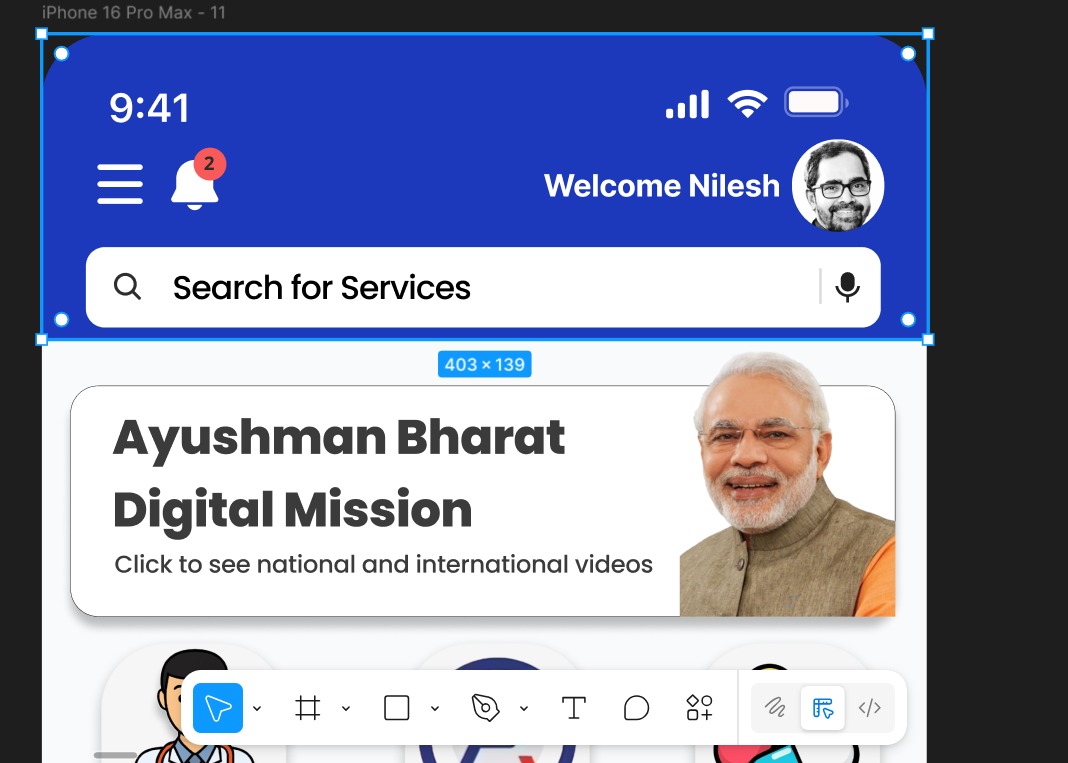 iPhone 16 Pro Max - 11
9:41
2
Welcome Nilesh
Search for Services
403 × 139
Ayushman Bharat
Digital Mission
Click to see national and international videos